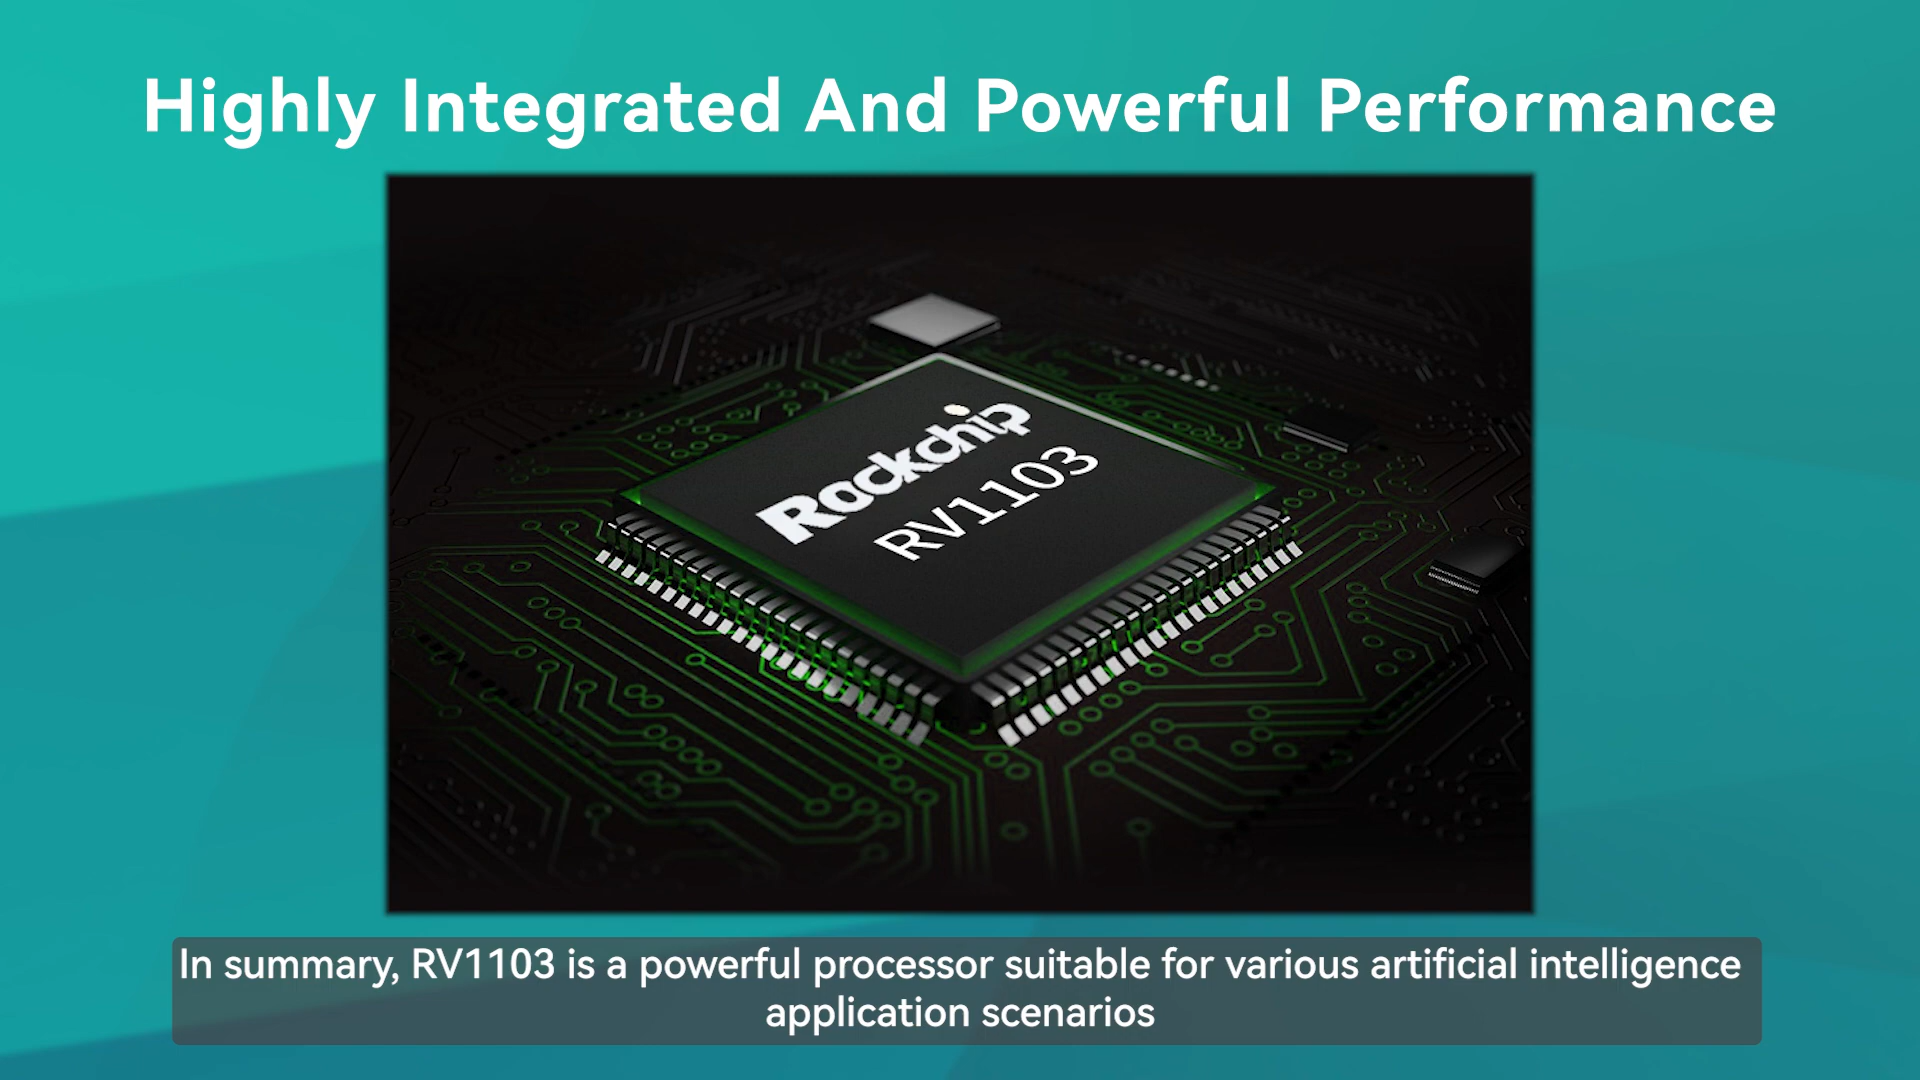 Highly Integrated And Powerful Performance
Rockchip
RV1103
In summary, RV1103 is a powerful processor suitable for various artificial intelligence
application scenarios